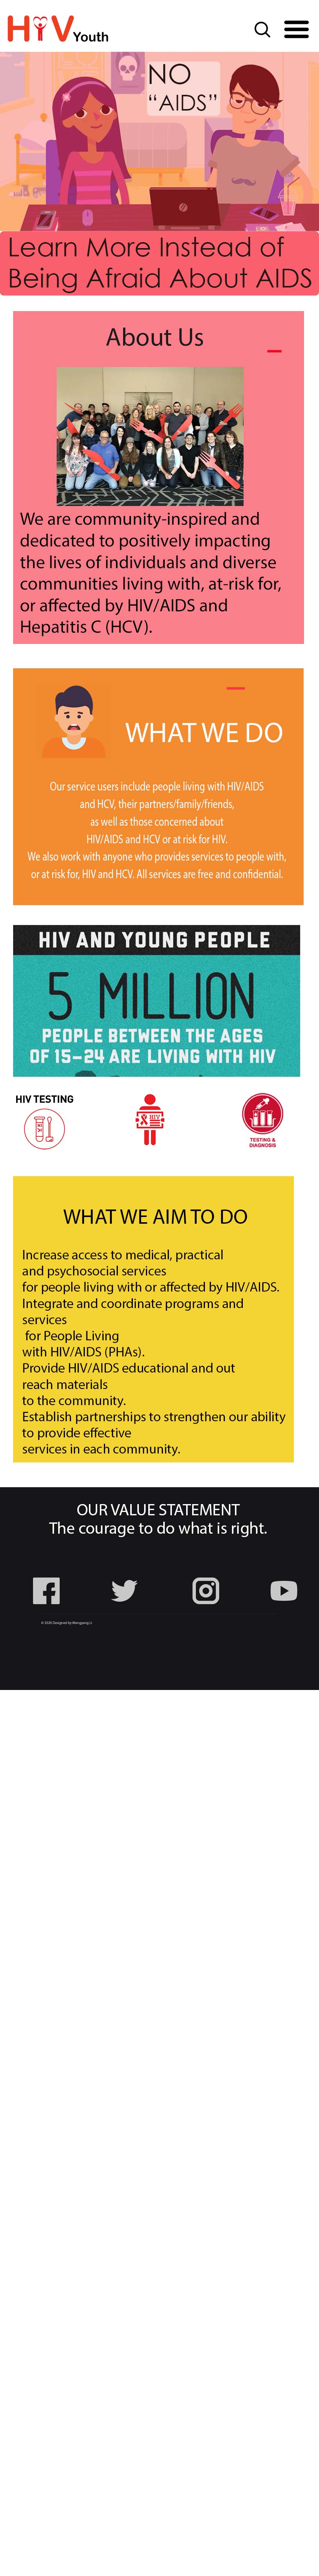 HIV Youth
NO
“AIDS”
Learn More Instead of
Being Afraid About AIDS
About Us
We are community-inspired and
dedicated to positively impacting
the lives of individuals and diverse
communities living with, at-risk for,
or affected by HIV/AIDS and
Hepatitis C (HCV).
WHAT WE DO
Our service users include people living with HIV/AIDS
and HCV, their partners/family/friends,
as well as those concerned about
HIV/AIDS and HCV or at risk for HIV.
We also work with anyone who provides services to people with,
or at risk for, HIV and HCV. All services are free and confidential.
HIV AND YOUNG PEOPLE
5 MILLION
PEOPLE BETWEEN THE AGES
OF 15-24 ARE LIVING WITH HIV
HIV TESTING
HIV
TESTING &
DIAGNOSIS
WHAT WE AIM TO DO
Increase access to medical, practical
and psychosocial services
for people living with or affected by HIV/AIDS.
Integrate and coordinate programs and
services
for People Living
with HIV/AIDS (PHAs).
Provide HIV/AIDS educational and out
reach materials
to the community.
Establish partnerships to strengthen our ability
to provide effective
services in each community.
OUR VALUE STATEMENT
The courage to do what is right.
© 2020 Designed by